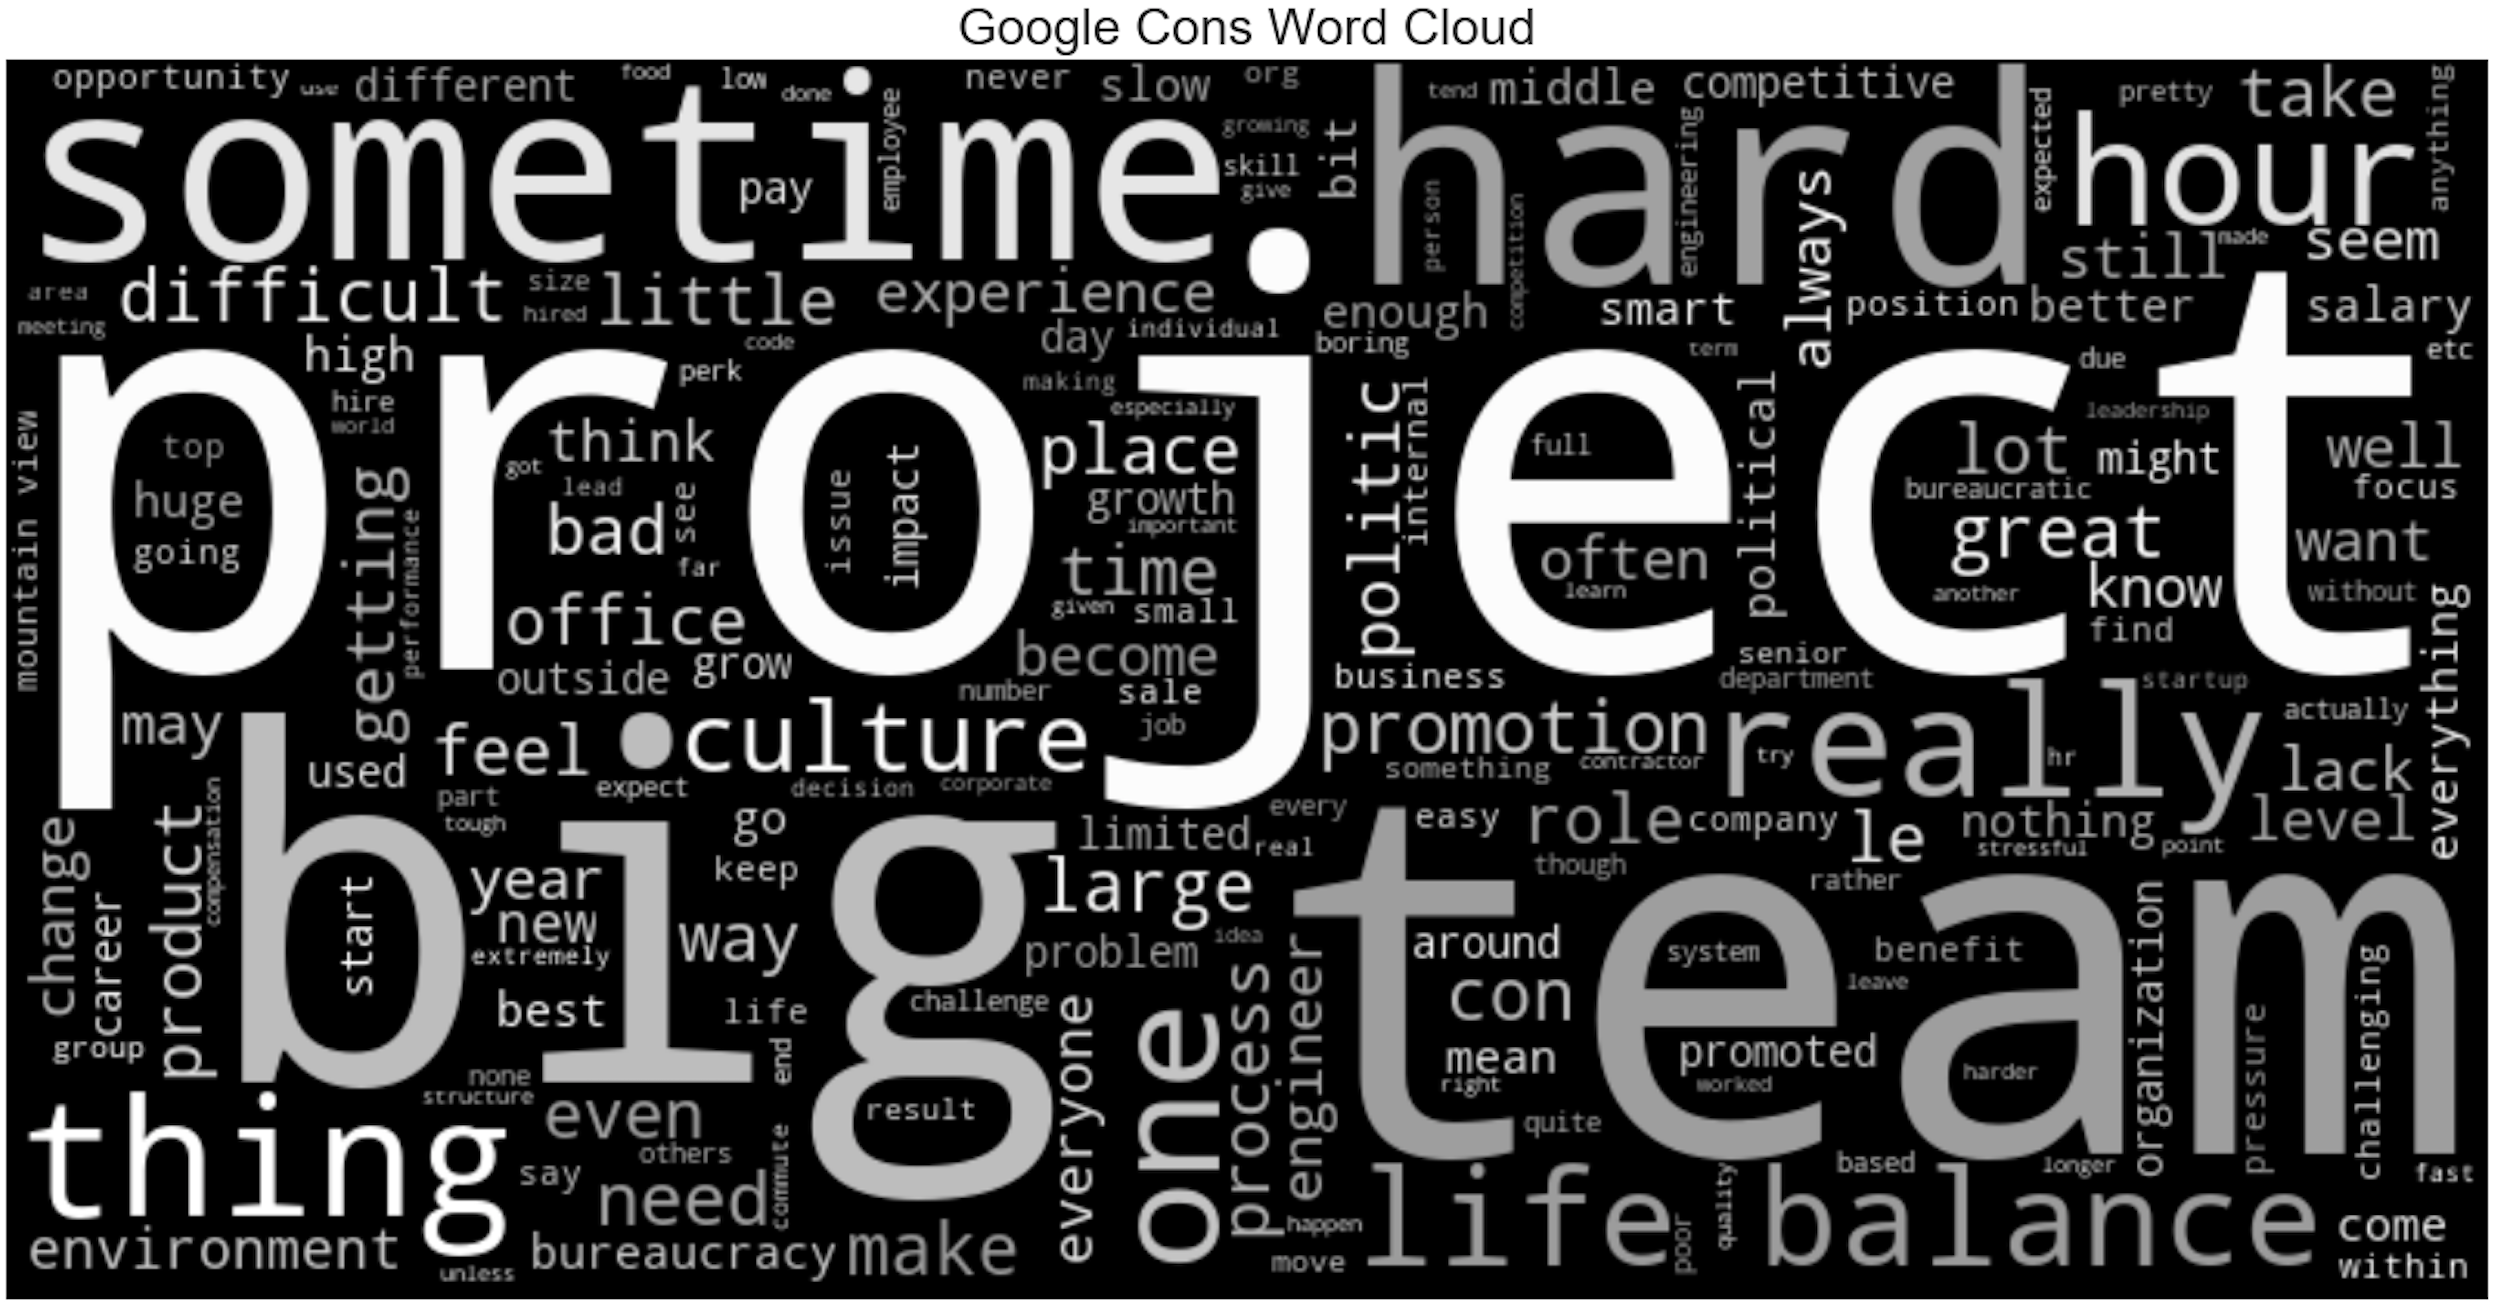 Google Cons Word Cloud
opportunity
use
different
food
low
done
never
slow
org
tend
middle
competitive
pretty
take
anything
sometime
pay
employee
growing
skill
give
bit
hard
person
competition
engineering
always
expected
hour
made
still
seem
area
meeting
difficult
size
hired
little
experience
day
individual
enough
boring
smart
term
position
better
salary
due
etc
high
hire
world
perk
code
making
especially
project
mountain view
top
huge
going
getting
performance
got
think
lead
bad
see
far
office
outside
grow
issue
impact
place
growth
important
time
given
small
become
number
sale
job
politic
internal
business
full
often
learn
political
senior
department
leadership
lot
might
bureaucratic
great
know
another
find
well
focus
want
without
everything
startup
may
used
feel
culture
expect
decision
corporate
promotion
something
contractor
really
try
hr
actually
lack
level
change
career
group
product
compensation
part
tough
big
start
year
new
extremely
best
go
keep
way
life
end
challenge
result
limited
real
every
large
problem
idea
easy
role
though
company
le
rather
nothing
stressful
point
team
around
con
mean
right
system
promoted
worked
benefit
leave
harder
organization
pressure
challenging
fast
none
structure
thing
environment
unless
even
others
say
need
commute
bureaucracy
make
everyone
one
process
engineer
happen
move
quite
life balance
poor
quality
based
longer
come
within